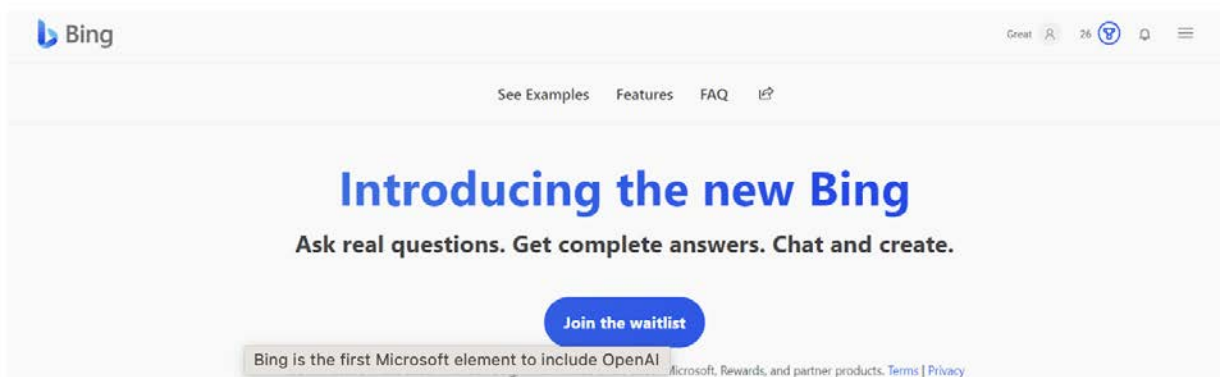 Bing
Great 26
See Examples Features FAQ
Introducing the new Bing
Ask real questions. Get complete answers. Chat and create.
Join the waitlist
Bing is the first Microsoft element to include OpenAI
Microsoft, Rewards, and partner products. Terms | Privacy